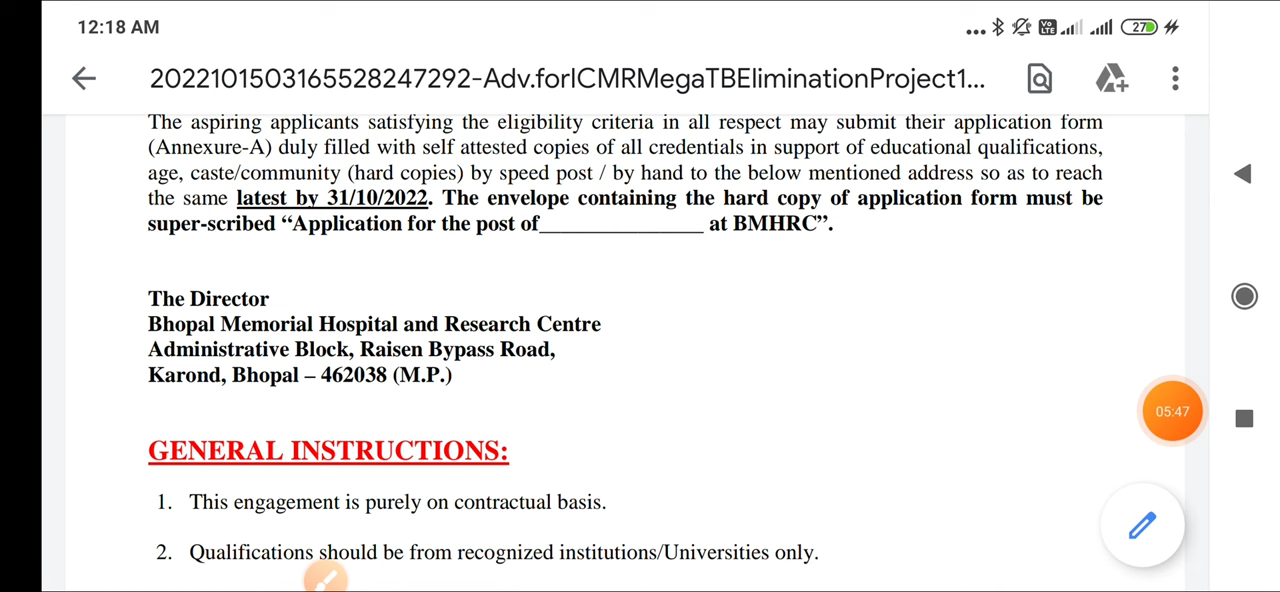 12:18 AM
Vo LTE
27
2022101503165528247292-Adv.forICMRMegaTBEliminationProject1...
The aspiring applicants satisfying the eligibility criteria in all respect may submit their application form
(Annexure-A) duly filled with self attested copies of all credentials in support of educational qualifications,
age, caste/community (hard copies) by speed post / by hand to the below mentioned address so as to reach
the same latest by 31/10/2022. The envelope containing the hard copy of application form must be
super-scribed “Application for the post of_______________ at BMHRC”.
The Director
Bhopal Memorial Hospital and Research Centre
Administrative Block, Raisen Bypass Road,
Karond, Bhopal – 462038 (M.P.)
05:47
GENERAL INSTRUCTIONS:
1. This engagement is purely on contractual basis.
2. Qualifications should be from recognized institutions/Universities only.